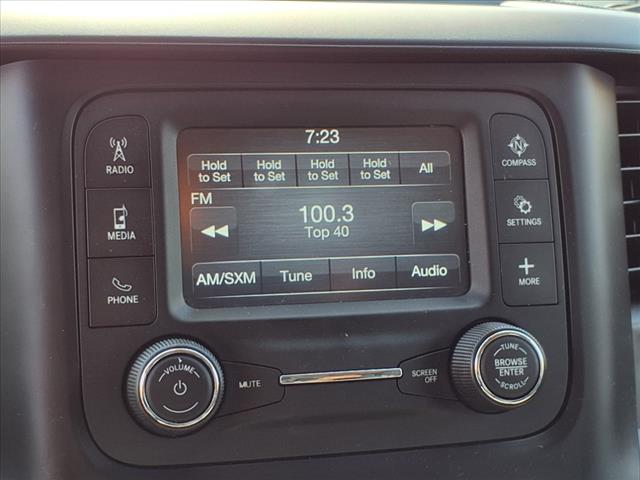 7:23
Hold to Set
Hold to Set
Hold to Set
Hold to Set
All
FM
100.3
Top 40
AM/SXM
Tune
Info
Audio
RADIO
MEDIA
PHONE
N
COMPASS
SETTINGS
MORE
VOLUME
MUTE
SCREEN
OFF
TUNE
BROWSE
ENTER
SCROLL